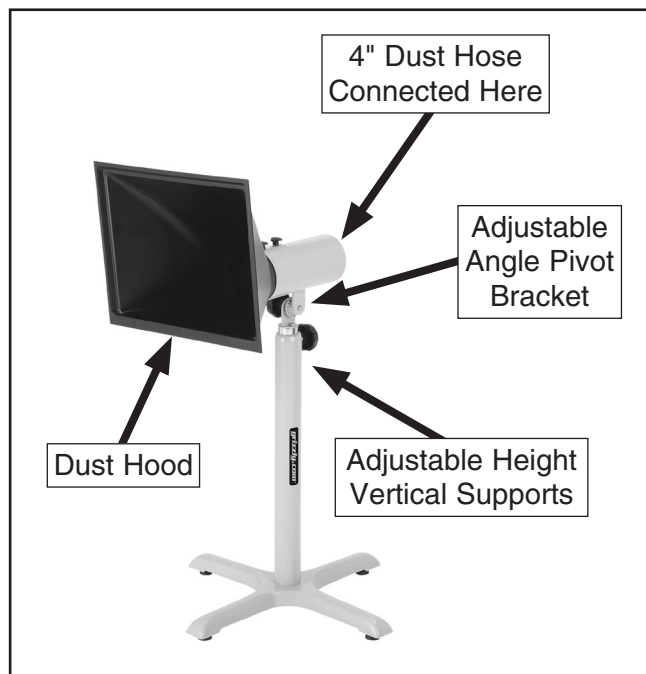 4" Dust Hose
Connected Here
Adjustable
Angle Pivot
Bracket
Dust Hood
Adjustable Height
Vertical Supports
grizzly.com